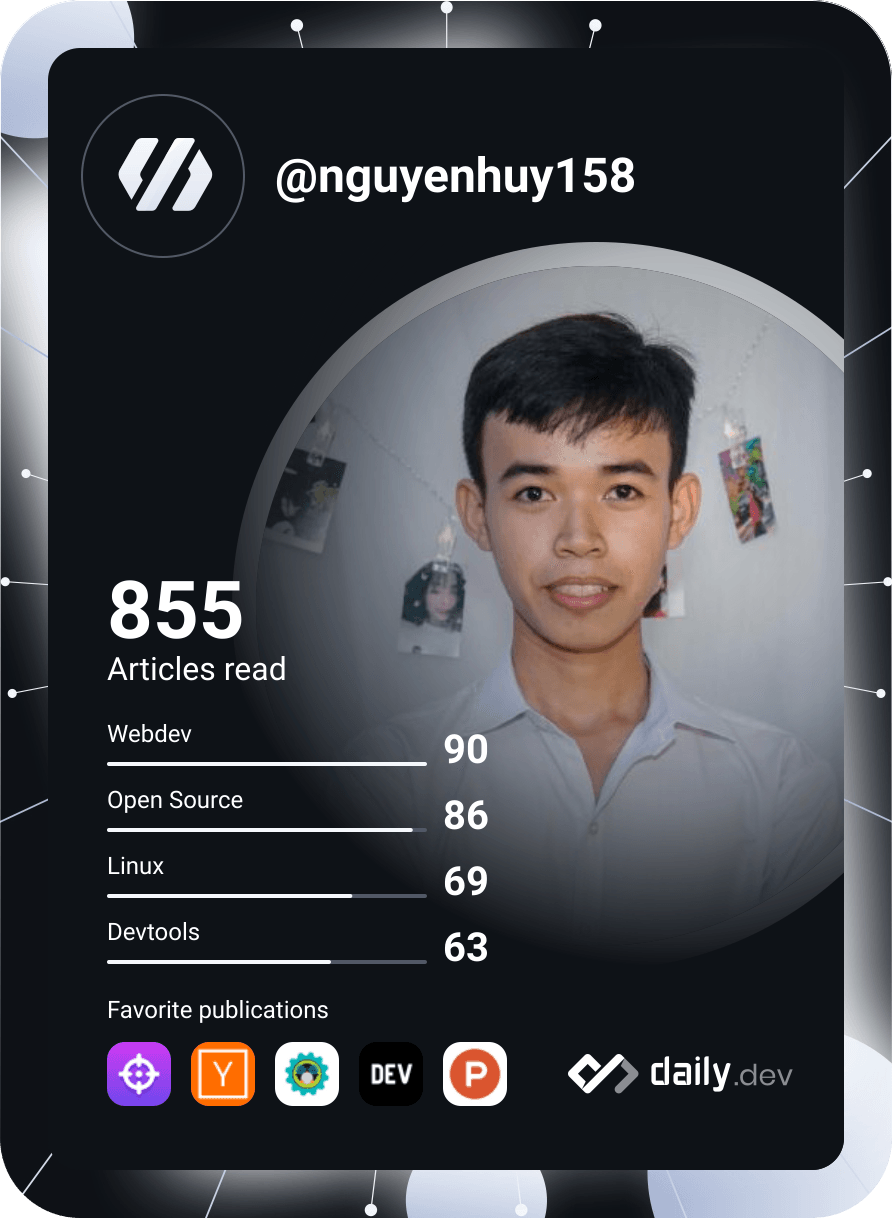 @nguyenhuy158
855
Articles read
Webdev
90
Open Source
86
Linux
69
Devtools
63
Favorite publications
Y
DEV
P
daily.dev